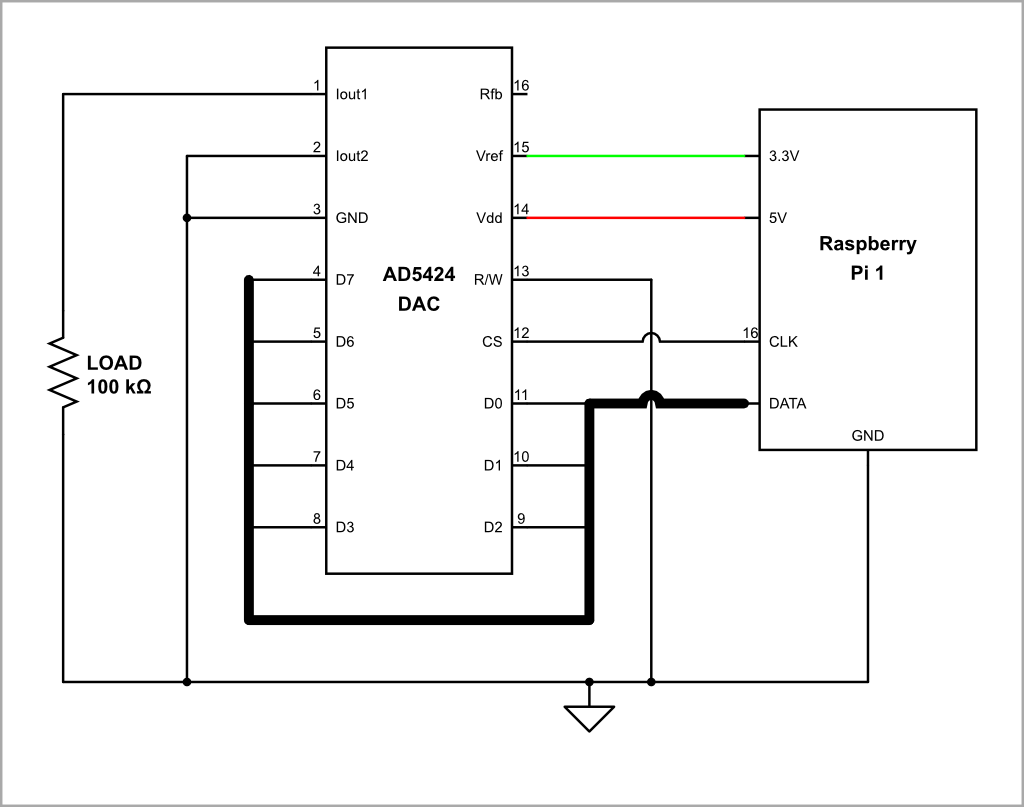 1 Iout1
2 Iout2
3 GND
4 D7
5 D6
6 D5
7 D4
8 D3
AD5424
DAC
Rfb 16
Vref 15
Vdd 14
R/W 13
CS 12
D0 11
D1 10
D2 9
3.3V
5V
Raspberry
Pi 1
16 CLK
DATA
GND
LOAD
100 kΩ